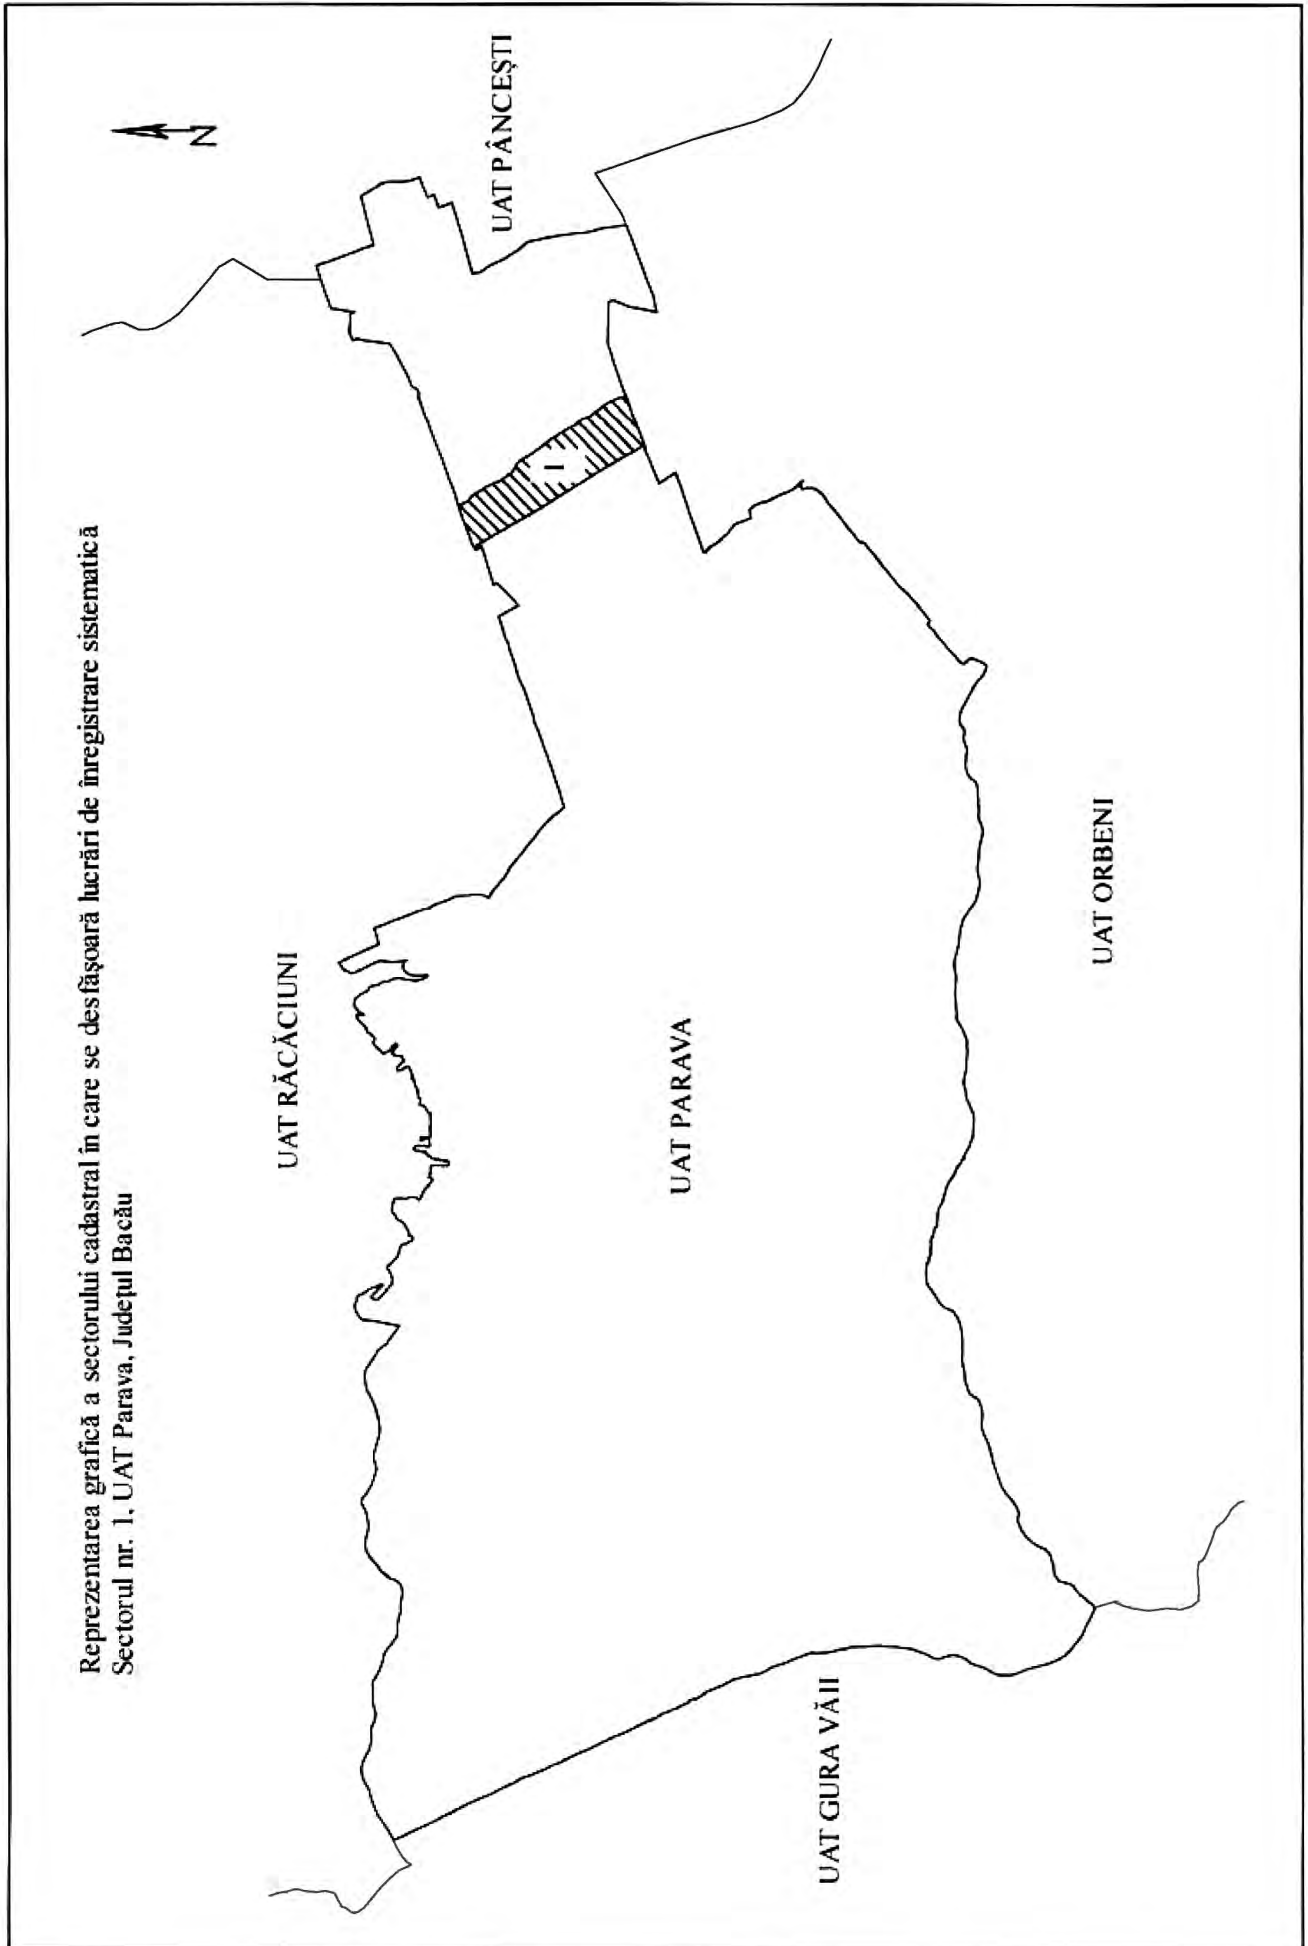 Reprezentarea grafică a sectorului cadastral în care se desfășoară lucrări de înregistrare sistematică
Sectorul nr. 1, UAT Parava, Județul Bacău
N
UAT RĂCĂCIUNI
UAT PÂNCEȘTI
1
UAT PARAVA
UAT GURA VĂII
UAT ORBENI